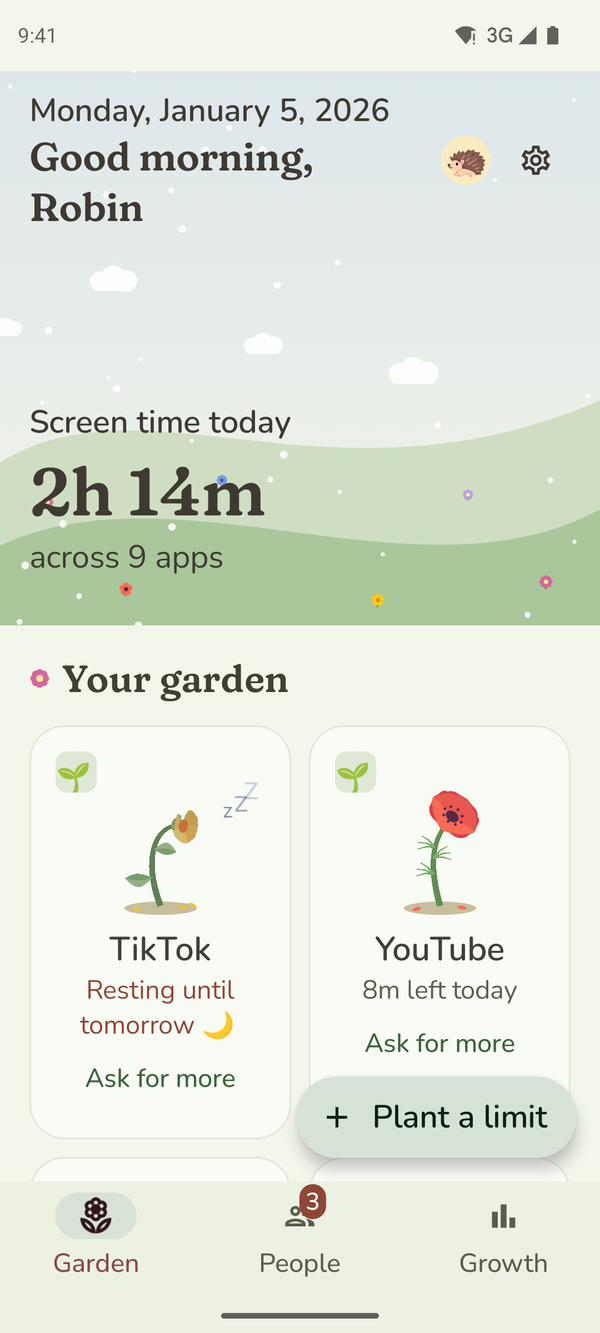 9:41
3G
Monday, January 5, 2026
Good morning,
Robin
Screen time today
2h 14m
across 9 apps
Your garden
z z z
TikTok
Resting until
tomorrow 🌙
Ask for more
YouTube
8m left today
Ask for more
+ Plant a limit
Garden
3
People
Growth